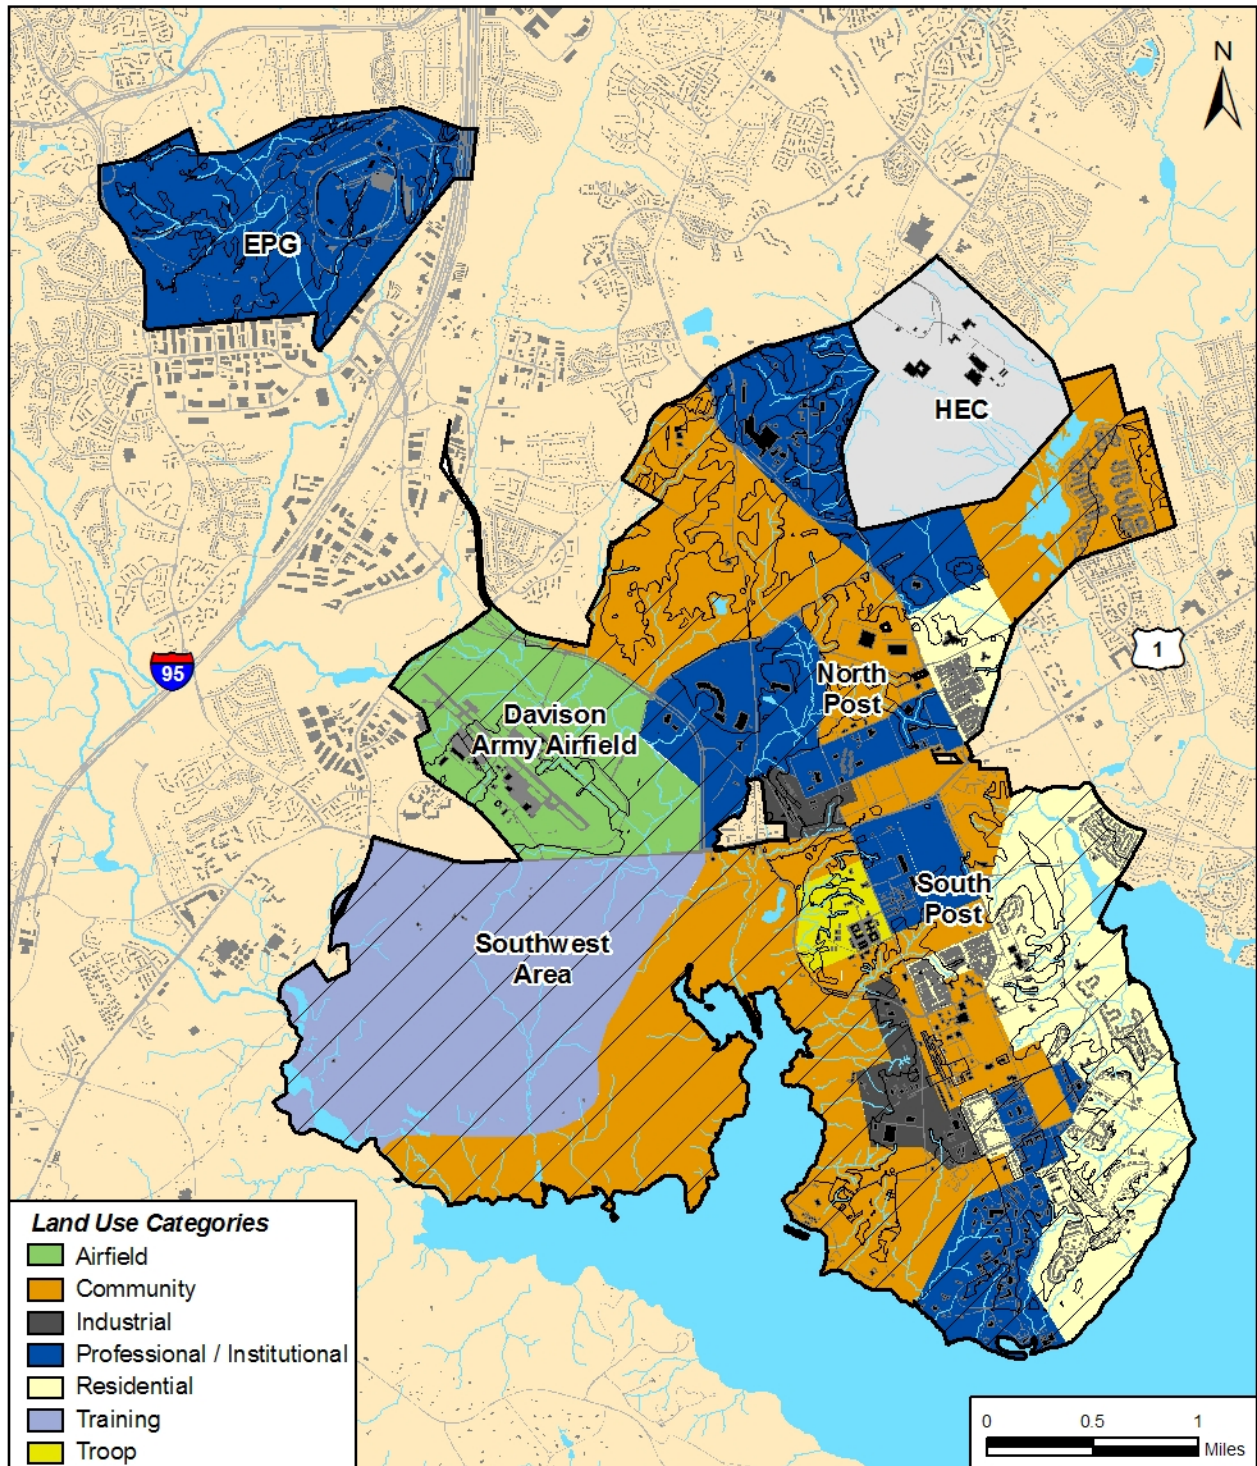 N
EPG
HEC
1
95
North
Post
Davison
Army Airfield
South
Post
Southwest
Area
Land Use Categories
Airfield
Community
Industrial
Professional / Institutional
Residential
Training
Troop
0 0.5 1
Miles